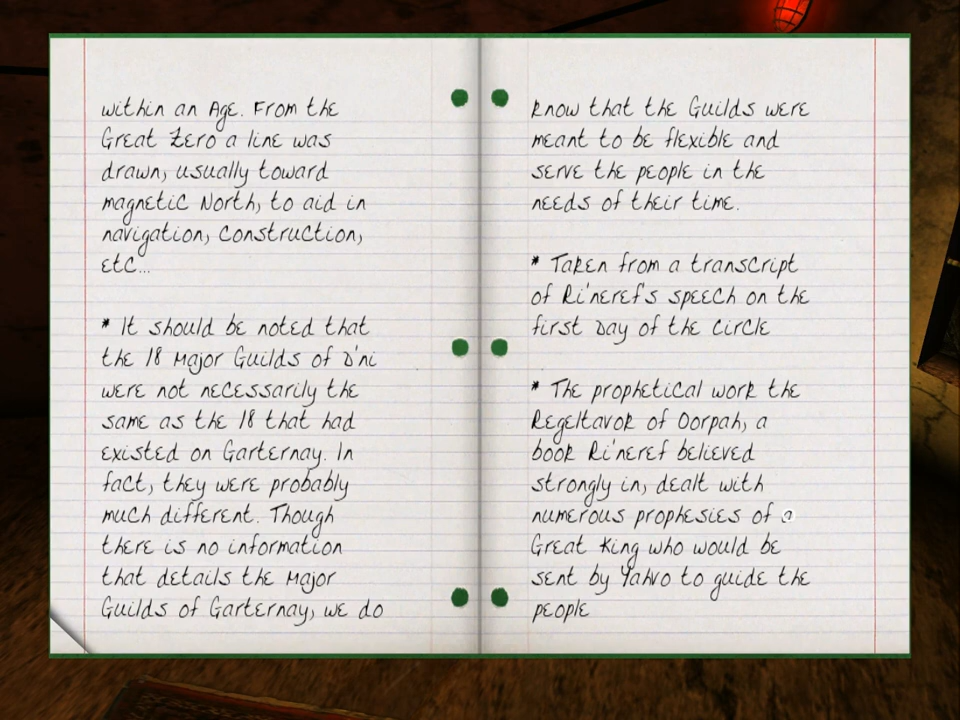 within an Age. From the
Great Zero a line was
drawn, usually toward
magnetic North, to aid in
navigation, construction,
etc...
* It should be noted that
the 18 Major Guilds of D'ni
were not necessarily the
same as the 18 that had
existed on Garternay. In
fact, they were probably
much different. Though
there is no information
that details the Major
Guilds of Garternay, we do
know that the Guilds were
meant to be flexible and
serve the people in the
needs of their time.
* Taken from a transcript
of Ri'neref's speech on the
first Day of the Circle
* The prophetical work the
Regeltavok of Oorpah, a
book Ri'neref believed
strongly in, dealt with
numerous prophesies of a
Great King who would be
sent by Yahvo to guide the
people